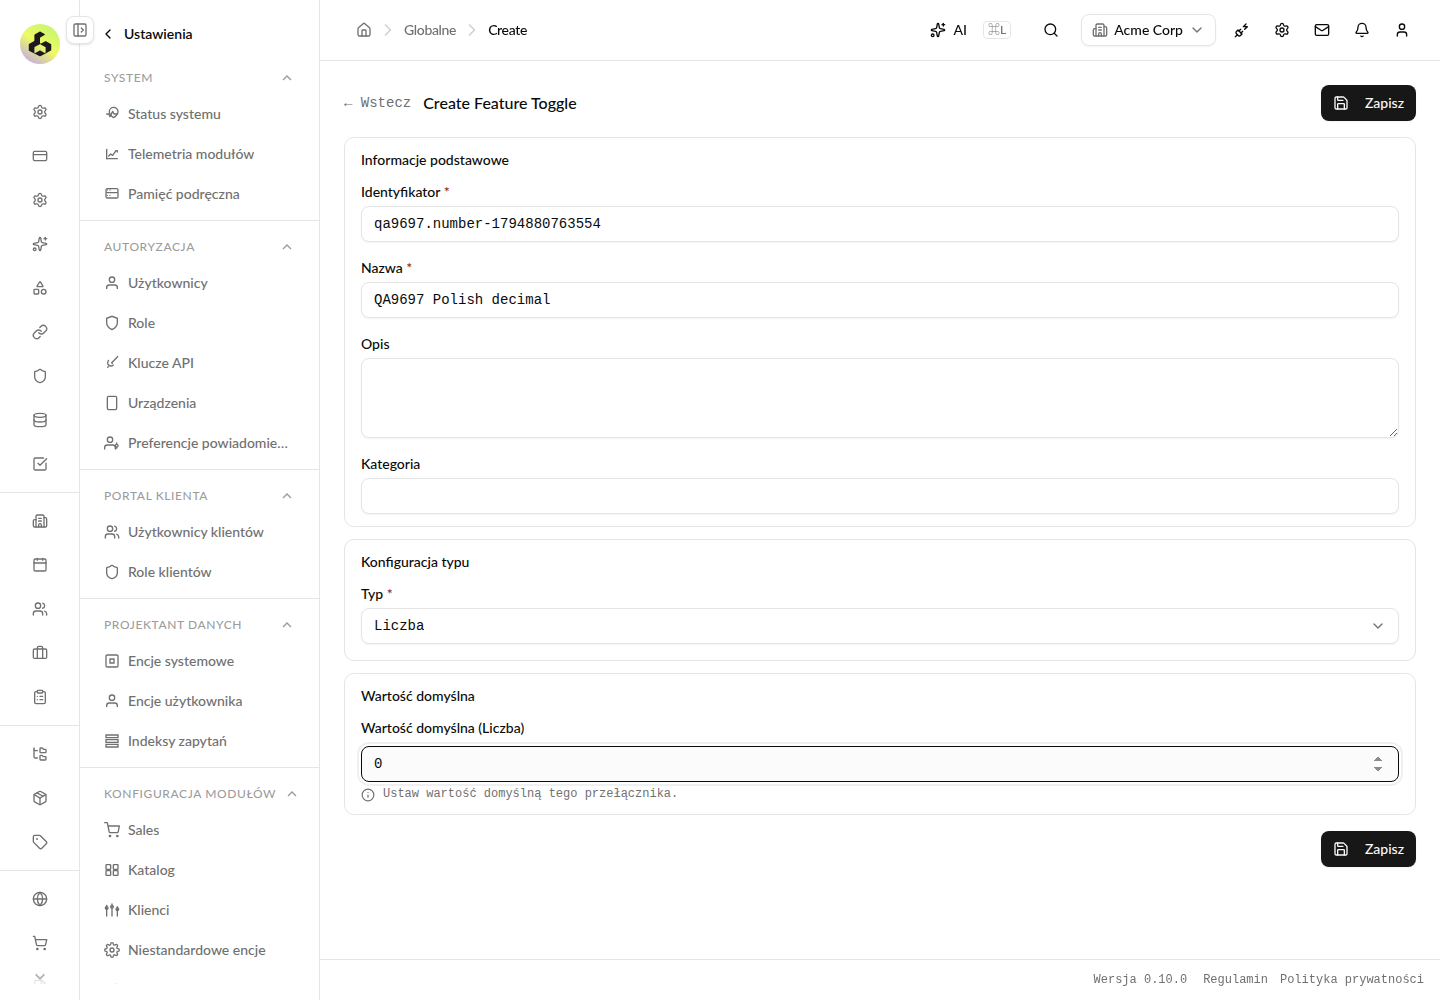 Ustawienia
SYSTEM
Status systemu
Telemetria modułów
Pamięć podręczna
AUTORYZACJA
Użytkownicy
Role
Klucze API
Urządzenia
Preferencje powiadomie...
PORTAL KLIENTA
Użytkownicy klientów
Role klientów
PROJEKTANT DANYCH
Encje systemowe
Encje użytkownika
Indeksy zapytań
KONFIGURACJA MODUŁÓW
Sales
Katalog
Klienci
Niestandardowe encje
Globalne
Create
AI
⌘L
Acme Corp
← Wstecz
Create Feature Toggle
Zapisz
Informacje podstawowe
Identyfikator *
qa9697.number-1794880763554
Nazwa *
QA9697 Polish decimal
Opis
Kategoria
Konfiguracja typu
Typ *
Liczba
Wartość domyślna
Wartość domyślna (Liczba)
0
Ustaw wartość domyślną tego przełącznika.
Zapisz
Wersja 0.10.0
Regulamin
Polityka prywatności